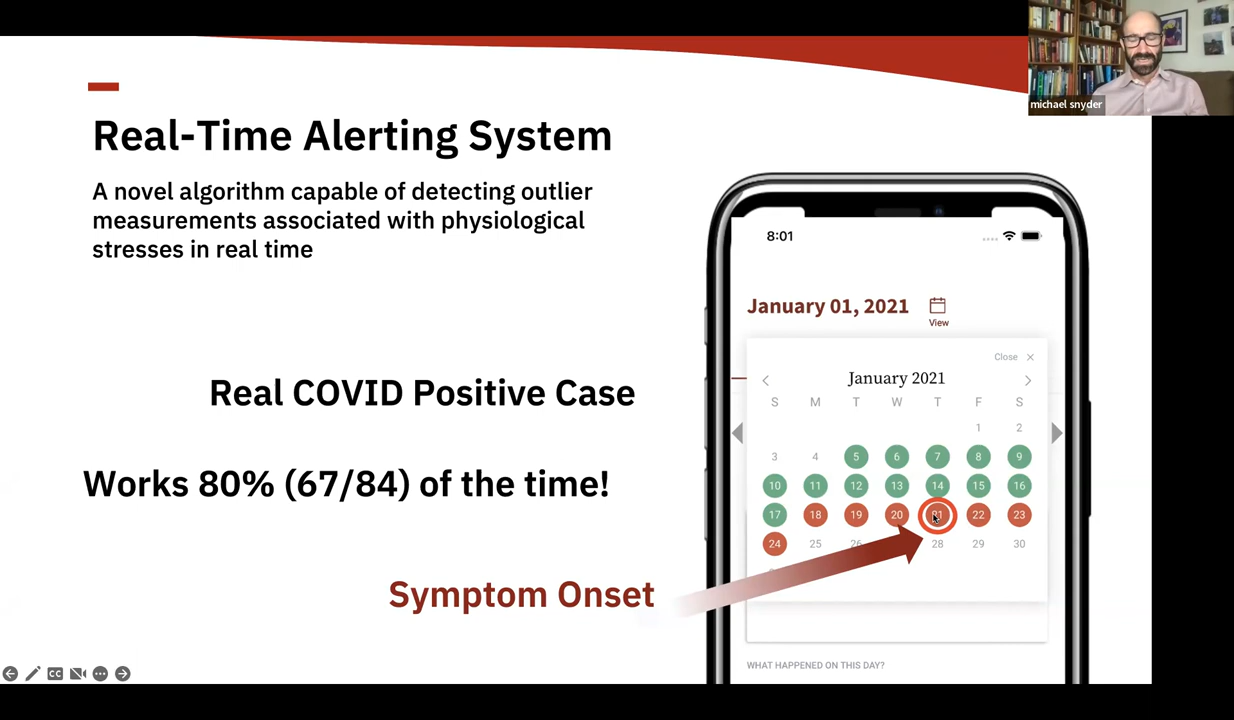 michael snyder
Real-Time Alerting System
A novel algorithm capable of detecting outlier
measurements associated with physiological
stresses in real time
Real COVID Positive Case
Works 80% (67/84) of the time!
Symptom Onset
8:01
January 01, 2021
View
Close
January 2021
S M T W T F S
1 2
3 4 5 6 7 8 9
10 11 12 13 14 15 16
17 18 19 20 21 22 23
24 25 26 28 29 30
WHAT HAPPENED ON THIS DAY?
CC